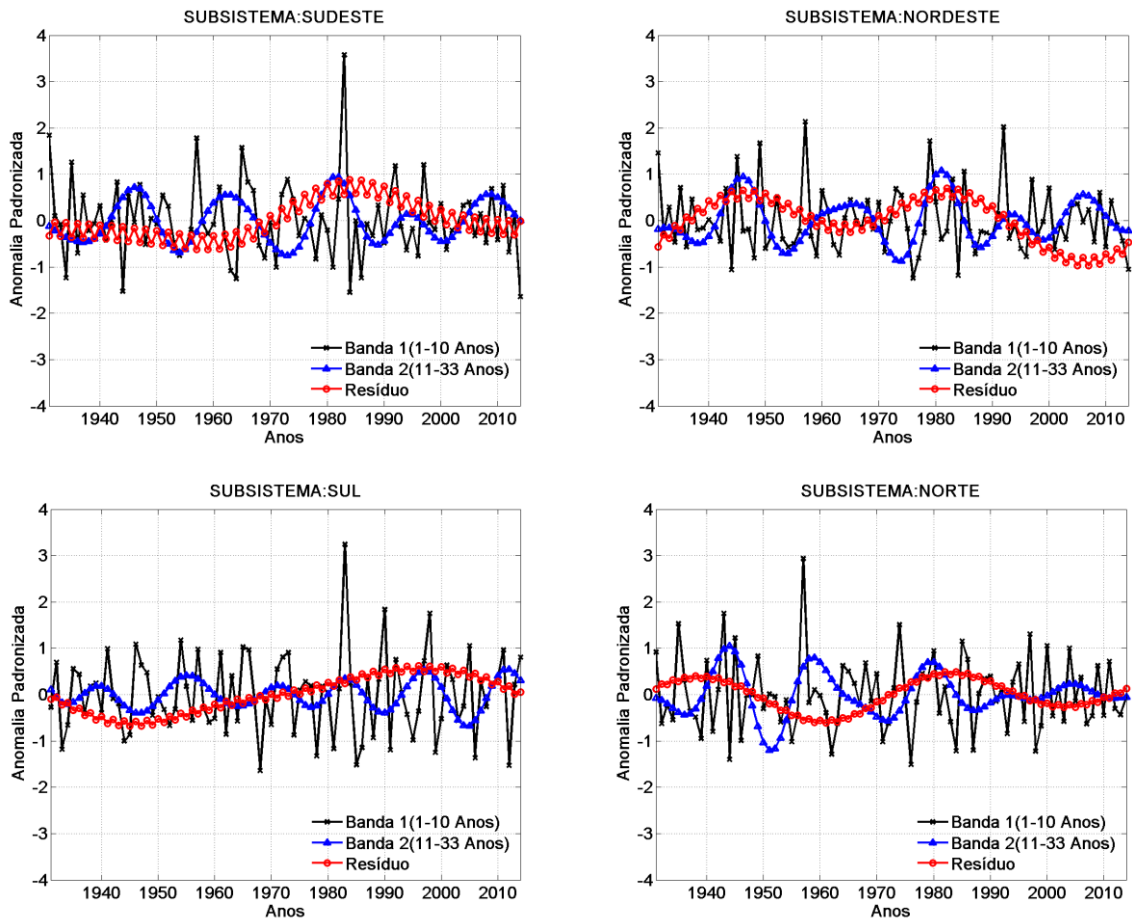 SUBSISTEMA:SUDESTE
Anomalia Padronizada
4
3
2
1
0
-1
-2
-3
-4
Banda 1(1-10 Anos)
Banda 2(11-33 Anos)
Resíduo
1940 1950 1960 1970 1980 1990 2000 2010
Anos
SUBSISTEMA:NORDESTE
Anomalia Padronizada
4
3
2
1
0
-1
-2
-3
-4
Banda 1(1-10 Anos)
Banda 2(11-33 Anos)
Resíduo
1940 1950 1960 1970 1980 1990 2000 2010
Anos
SUBSISTEMA:SUL
Anomalia Padronizada
4
3
2
1
0
-1
-2
-3
-4
Banda 1(1-10 Anos)
Banda 2(11-33 Anos)
Resíduo
1940 1950 1960 1970 1980 1990 2000 2010
Anos
SUBSISTEMA:NORTE
Anomalia Padronizada
4
3
2
1
0
-1
-2
-3
-4
Banda 1(1-10 Anos)
Banda 2(11-33 Anos)
Resíduo
1940 1950 1960 1970 1980 1990 2000 2010
Anos